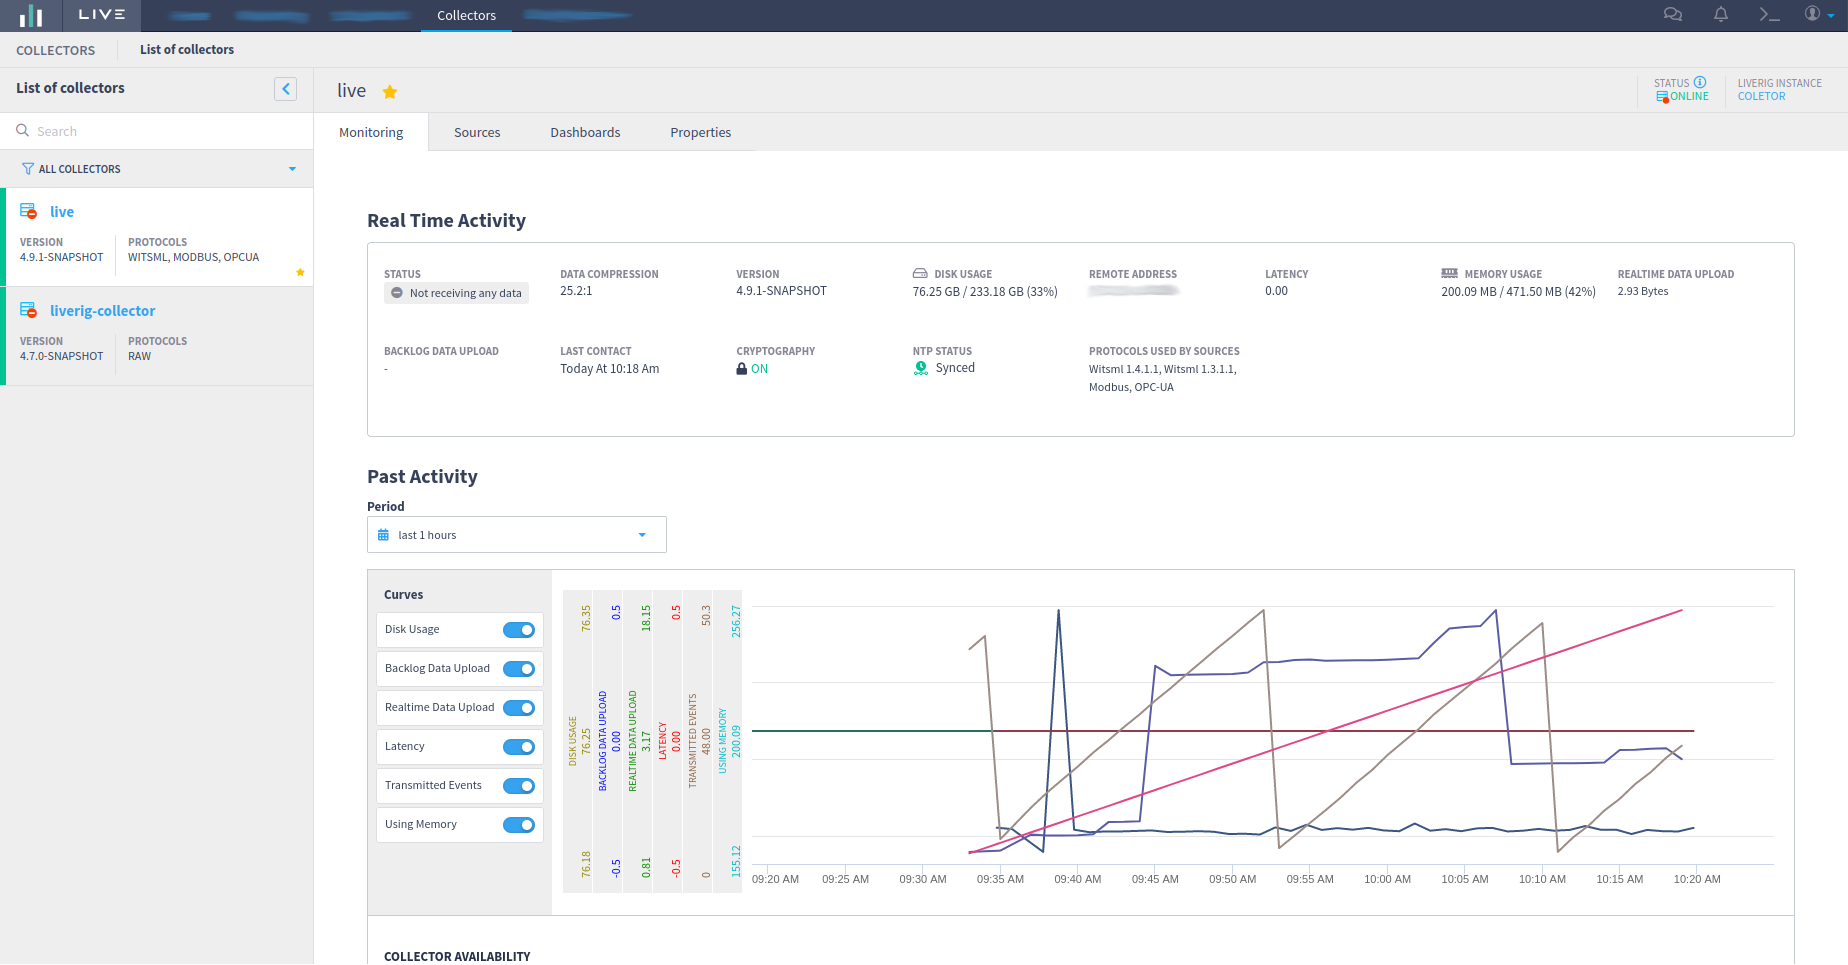 LIVE
Collectors
COLLECTORS
List of collectors
List of collectors
Search
ALL COLLECTORS
live
VERSION
4.9.1-SNAPSHOT
PROTOCOLS
WITSML, MODBUS, OPCUA
liverig-collector
VERSION
4.7.0-SNAPSHOT
PROTOCOLS
RAW
live
STATUS
ONLINE
LIVERIG INSTANCE
COLETOR
Monitoring
Sources
Dashboards
Properties
Real Time Activity
STATUS
Not receiving any data
DATA COMPRESSION
25.2:1
VERSION
4.9.1-SNAPSHOT
DISK USAGE
76.25 GB / 233.18 GB (33%)
REMOTE ADDRESS
LATENCY
0.00
MEMORY USAGE
200.09 MB / 471.50 MB (42%)
REALTIME DATA UPLOAD
2.93 Bytes
BACKLOG DATA UPLOAD
-
LAST CONTACT
Today At 10:18 Am
CRYPTOGRAPHY
ON
NTP STATUS
Synced
PROTOCOLS USED BY SOURCES
Witsml 1.4.1.1, Witsml 1.3.1.1,
Modbus, OPC-UA
Past Activity
Period
last 1 hours
Curves
Disk Usage
Backlog Data Upload
Realtime Data Upload
Latency
Transmitted Events
Using Memory
76.35
DISK USAGE
76.25
76.18
0.5
BACKLOG DATA UPLOAD
0.00
-0.5
18.15
REALTIME DATA UPLOAD
3.17
0.81
0.5
LATENCY
0.00
-0.5
50.3
TRANSMITTED EVENTS
48.00
0
256.27
USING MEMORY
200.09
155.12
09:20 AM
09:25 AM
09:30 AM
09:35 AM
09:40 AM
09:45 AM
09:50 AM
09:55 AM
10:00 AM
10:05 AM
10:10 AM
10:15 AM
10:20 AM
COLLECTOR AVAILABILITY